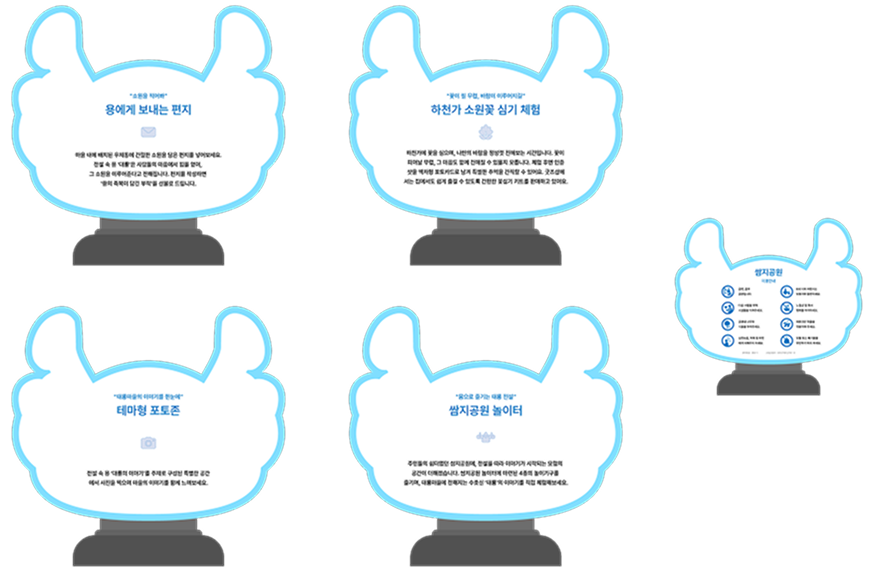 "소원을 적어봐"
용에게 보내는 편지
마을 내에 배치된 우체통에 간절한 소원을 담은 편지를 넣어보세요.
전설 속 용 '대룡'은 사람들의 마음에서 힘을 얻어,
그 소원을 이루어준다고 전해집니다. 편지를 작성하면
'용의 축복이 담긴 부적'을 선물로 드립니다.
"꽃이 필 무렵, 바람이 이루어지길"
하천가 소원꽃 심기 체험
하천가에 꽃을 심으며, 나만의 바람을 정성껏 전해보는 시간입니다. 꽃이
피어날 무렵, 그 마음도 함께 전해질 수 있을지 모릅니다. 체험 후엔 인증
샷을 액자형 포토카드로 남겨 특별한 추억을 간직할 수 있어요. 굿즈샵에
서는 집에서도 쉽게 즐길 수 있도록 간편한 꽃심기 키트를 판매하고 있어요.
"대룡마을의 이야기를 한눈에"
테마형 포토존
전설 속 용 '대룡의 이야기'를 주제로 구성된 특별한 공간
에서 사진을 찍으며 마을의 이야기를 함께 느껴보세요.
"몸으로 즐기는 대룡 전설"
쌈지공원 놀이터
주민들의 쉼터였던 쌈지공원에, 전설을 따라 이야기가 시작되는 모험의
공간이 더해졌습니다. 쌈지공원 놀이터에 마련된 4종의 놀이기구를
즐기며, 대룡마을에 전해지는 수호신 '대룡'의 이야기를 직접 체험해보세요.
쌈지공원
이용안내